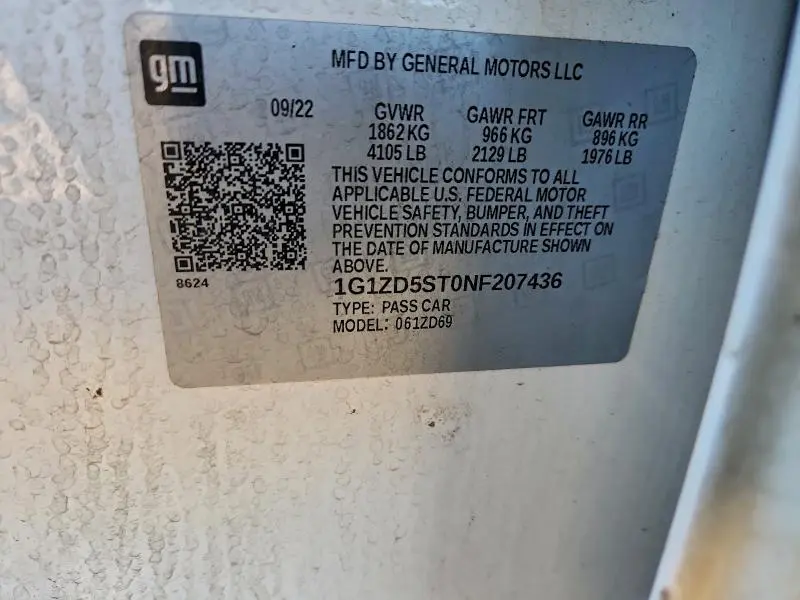 gm
MFD BY GENERAL MOTORS LLC
09/22 GVWR GAWR FRT GAWR RR
1862 KG 966 KG 896 KG
4105 LB 2129 LB 1976 LB
THIS VEHICLE CONFORMS TO ALL
APPLICABLE U.S. FEDERAL MOTOR
VEHICLE SAFETY, BUMPER, AND THEFT
PREVENTION STANDARDS IN EFFECT ON
THE DATE OF MANUFACTURE SHOWN
ABOVE.
8624
1G1ZD5ST0NF207436
TYPE: PASS CAR
MODEL: 061ZD69